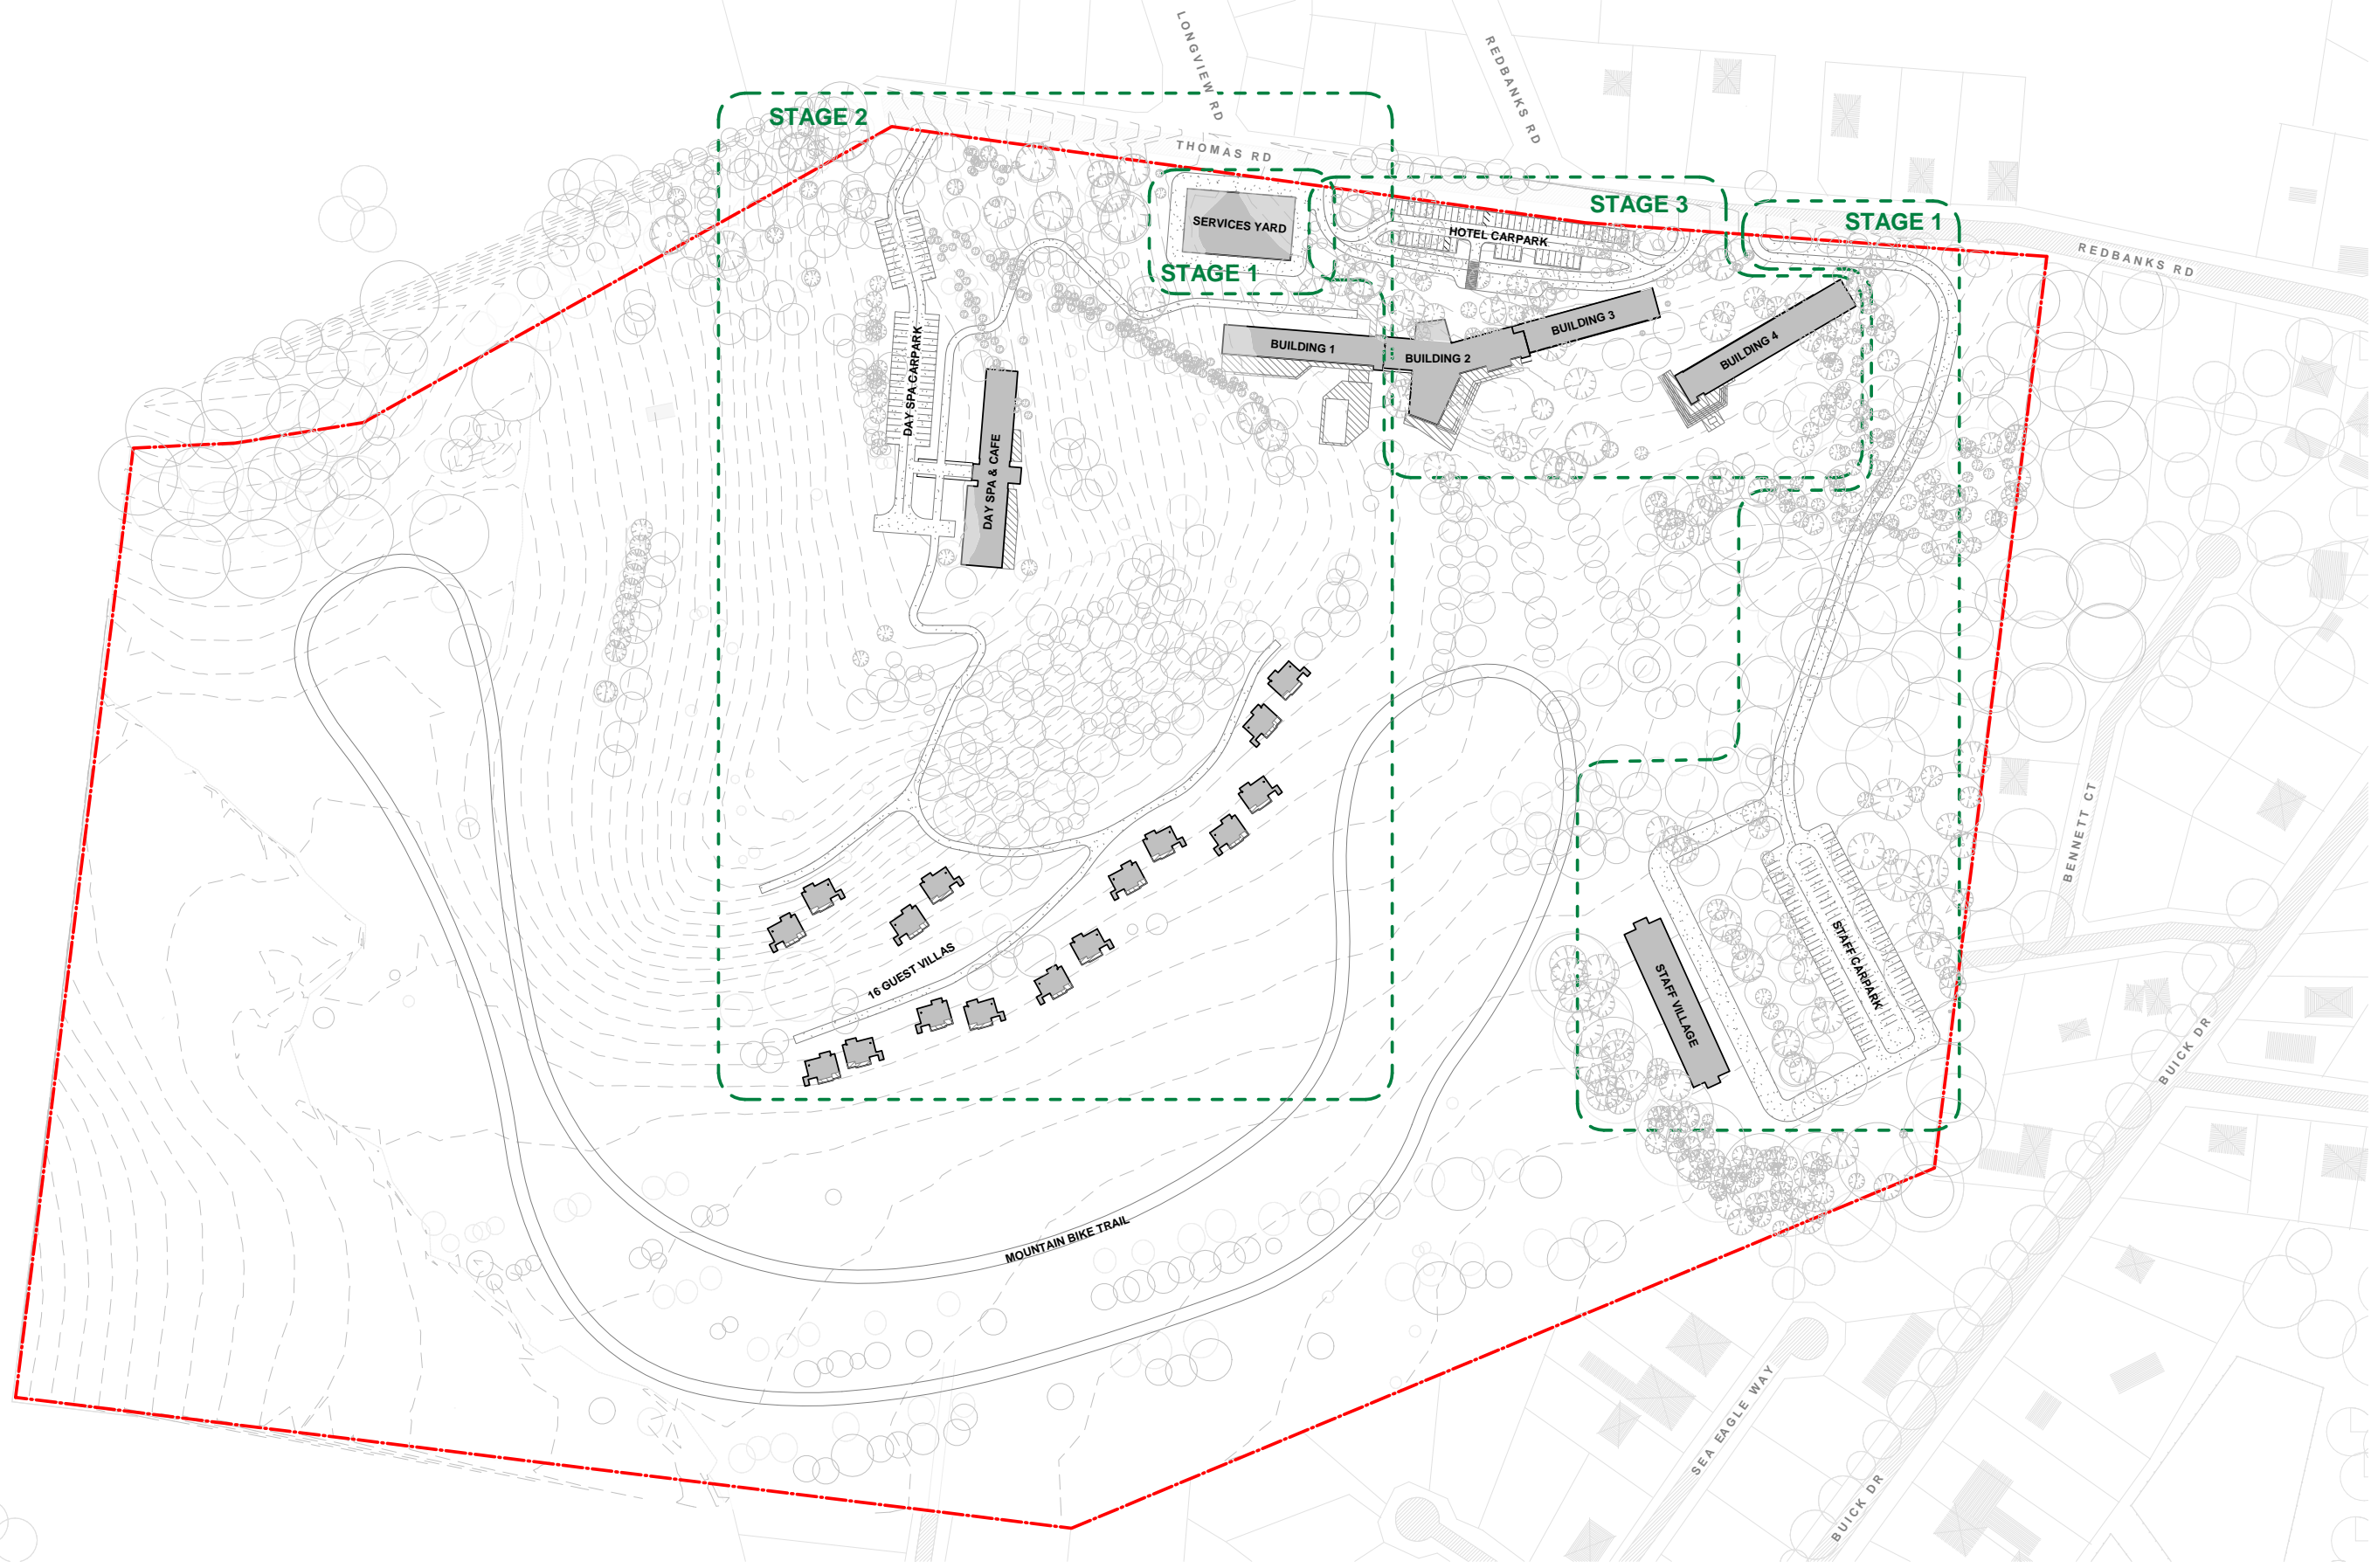 LONGVIEW RD
REDBANKS RD
STAGE 2
THOMAS RD
STAGE 3
STAGE 1
SERVICES YARD
HOTEL CARPARK
REDBANKS RD
STAGE 1
BUILDING 1
BUILDING 2
BUILDING 3
BUILDING 4
DAY SPA CARPARK
DAY SPA & CAFE
BENNETT CT
16 GUEST VILLAS
STAFF VILLAGE
STAFF CARPARK
BUICK DR
MOUNTAIN BIKE TRAIL
SEA EAGLE WAY
BUICK DR